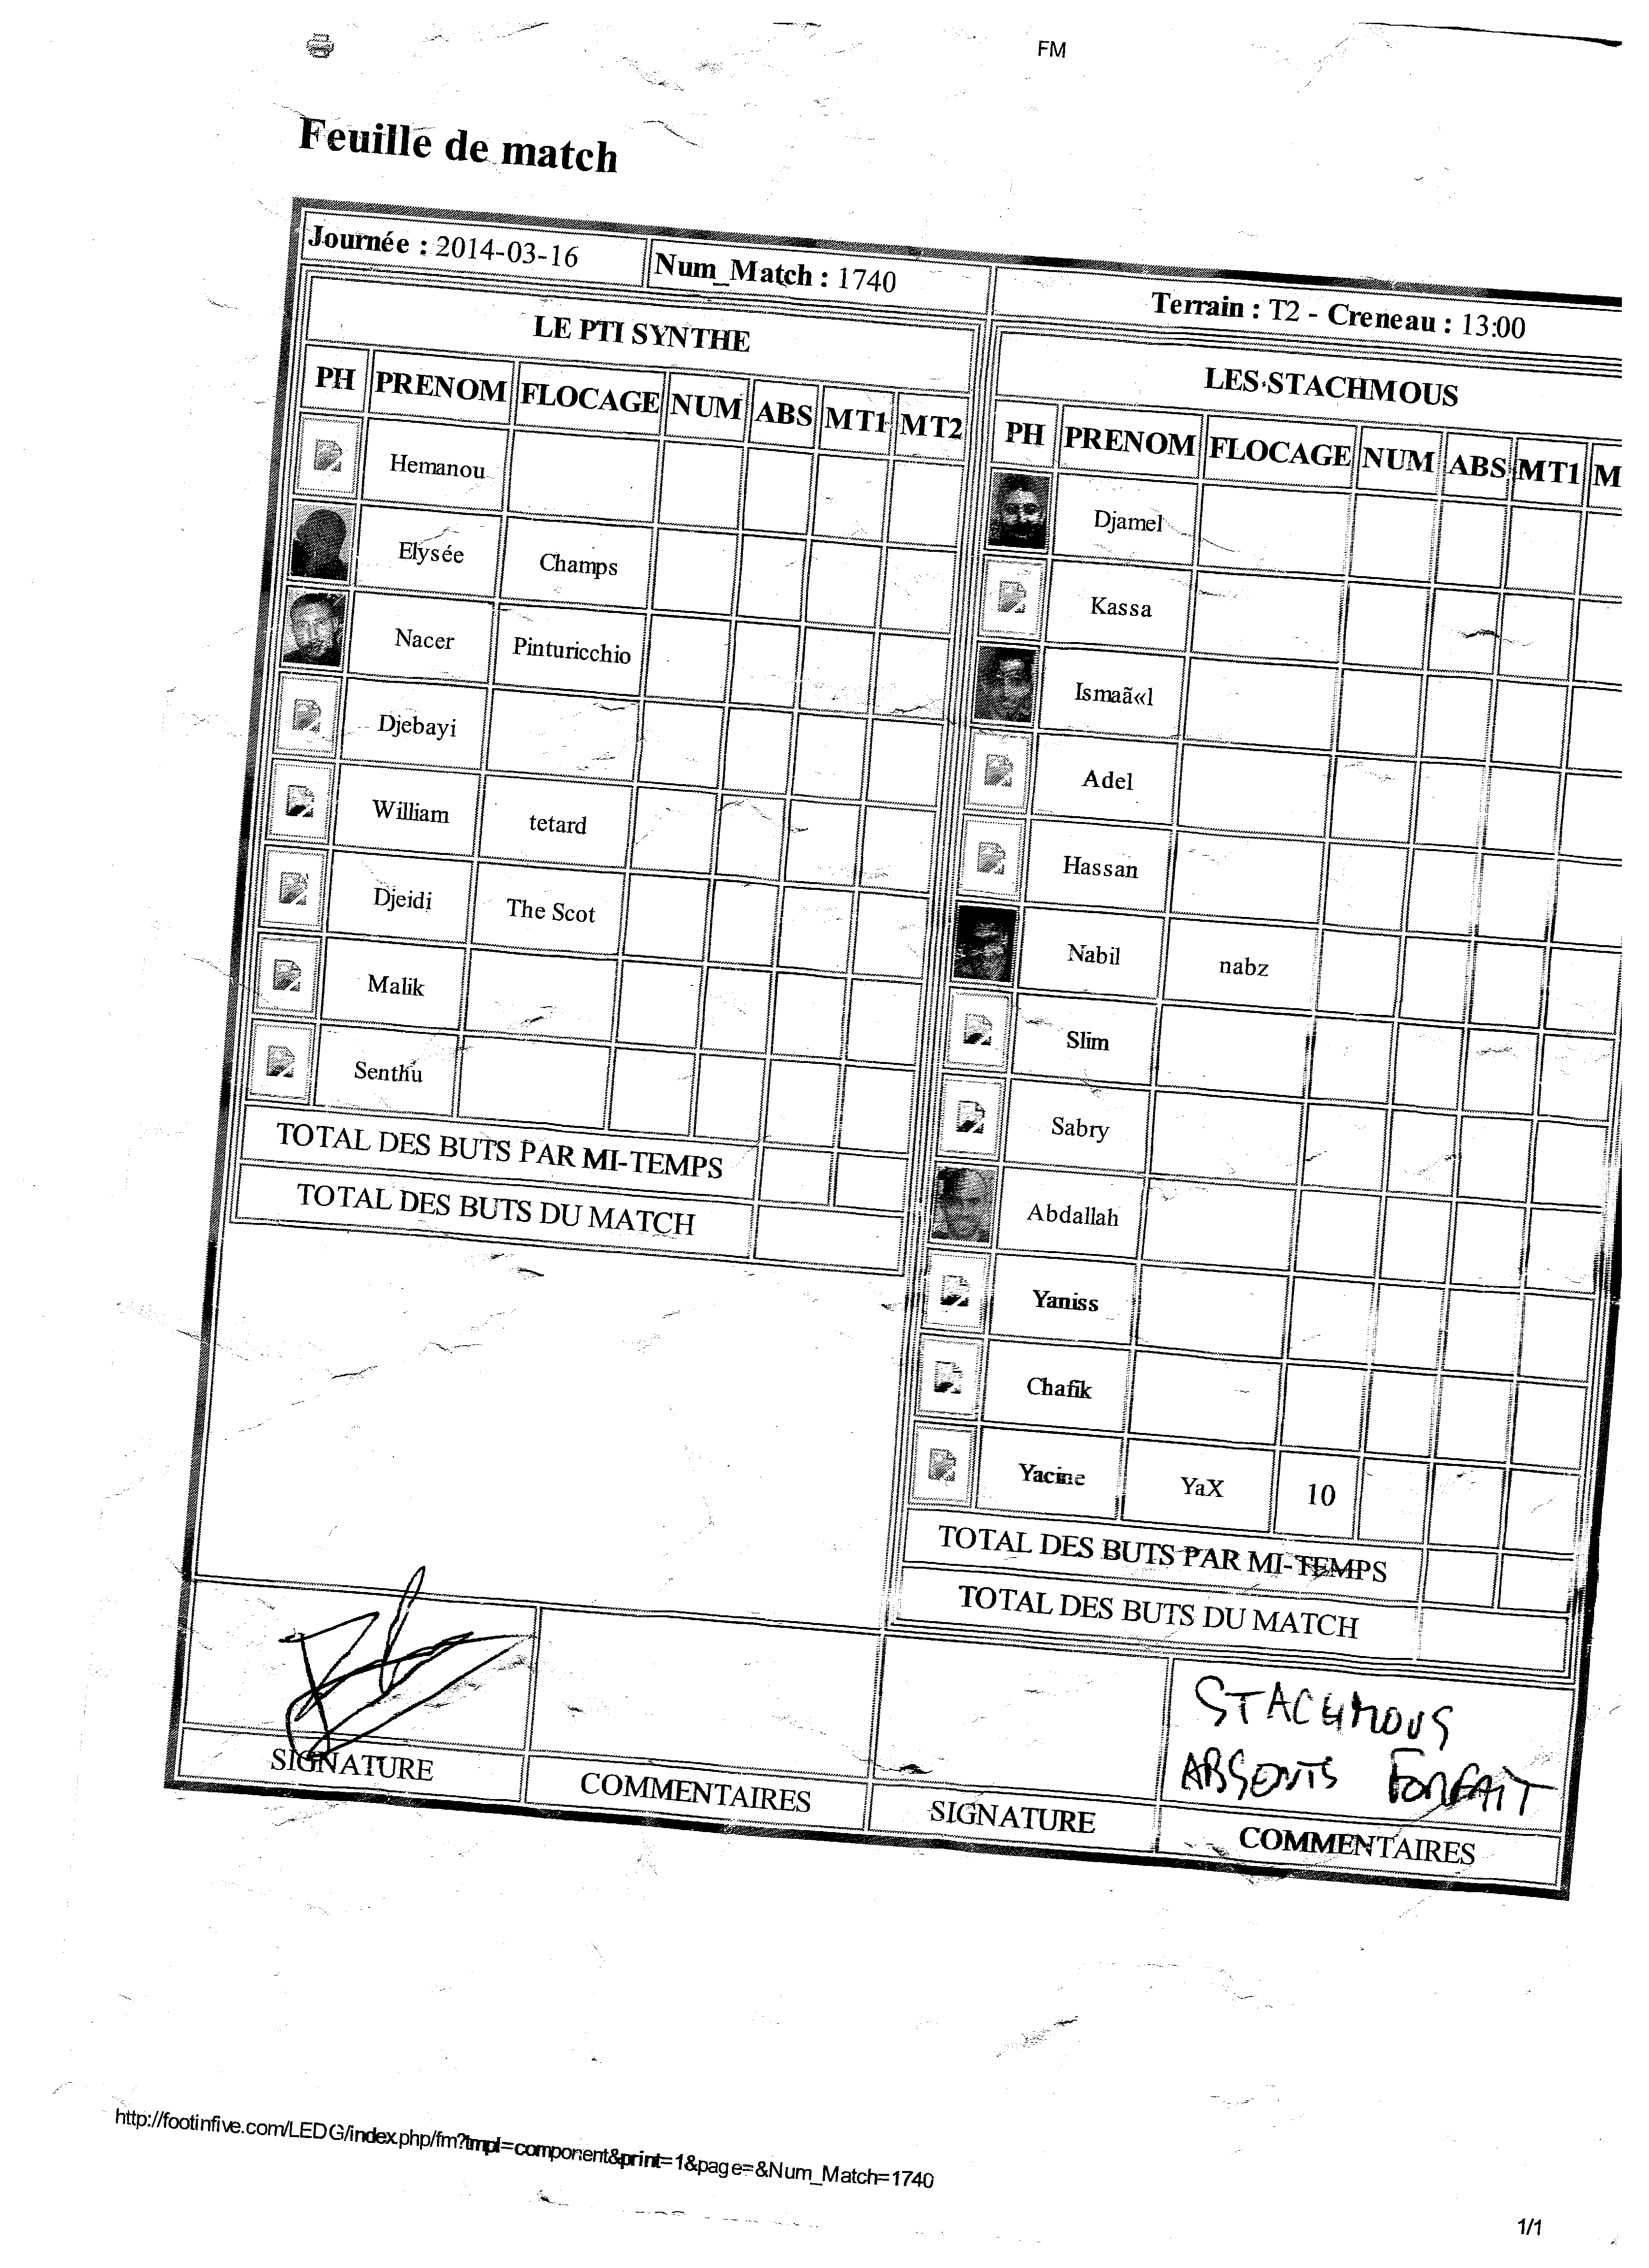 FM
Feuille de match
Journée : 2014-03-16 Num_Match : 1740 Terrain : T2 - Creneau : 13:00
LE PTI SYNTHE
PH PRENOM FLOCAGE NUM ABS MT1 MT2
Hemanou
Elysée Champs
Nacer Pinturicchio
Djebayi
William tetard
Djeidi The Scot
Malik
Senthu
TOTAL DES BUTS PAR MI-TEMPS
TOTAL DES BUTS DU MATCH
LES STACHMOUS
PH PRENOM FLOCAGE NUM ABS MT1 M
Djamel
Kassa
Ismaã«l
Adel
Hassan
Nabil nabz
Slim
Sabry
Abdallah
Yaniss
Chafik
Yacine YaX 10
TOTAL DES BUTS PAR MI-TEMPS
TOTAL DES BUTS DU MATCH
STACHMOUS
ABSENTS FORFAIT
SIGNATURE COMMENTAIRES SIGNATURE COMMENTAIRES
http://footinfive.com/LEDG/index.php/fm?tmpl=component&print=1&page=&Num_Match=1740
1/1